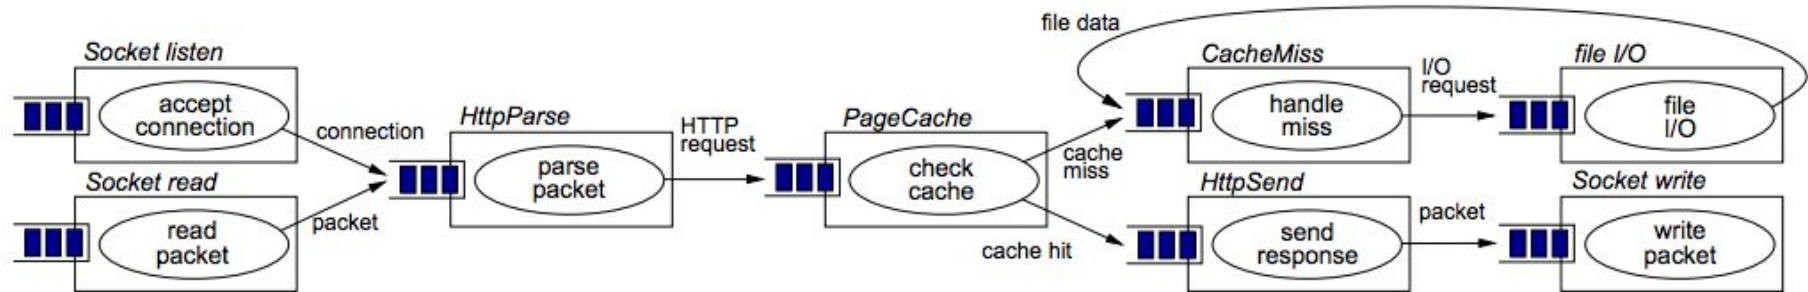 file data
Socket listen
accept
connection
connection
Socket read
read
packet
packet
HttpParse
parse
packet
HTTP
request
PageCache
check
cache
cache
miss
cache hit
CacheMiss
handle
miss
I/O
request
file I/O
file
I/O
HttpSend
send
response
packet
Socket write
write
packet